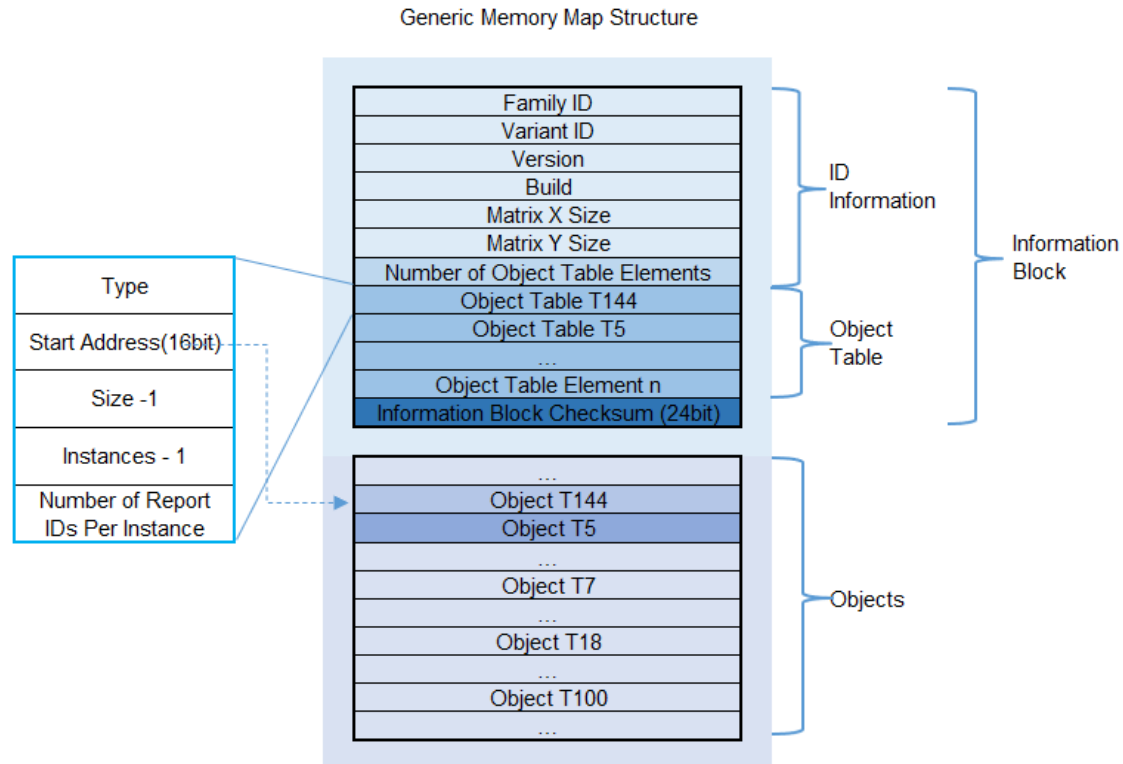 Generic Memory Map Structure
Family ID
Variant ID
Version
Build
Matrix X Size
Matrix Y Size
Number of Object Table Elements
Object Table T144
Object Table T5
...
Object Table Element n
Information Block Checksum (24bit)
ID
Information
Object
Table
Information
Block
Type
Start Address(16bit)
Size -1
Instances - 1
Number of Report
IDs Per Instance
...
Object T144
Object T5
...
Object T7
...
Object T18
...
Object T100
...
Objects